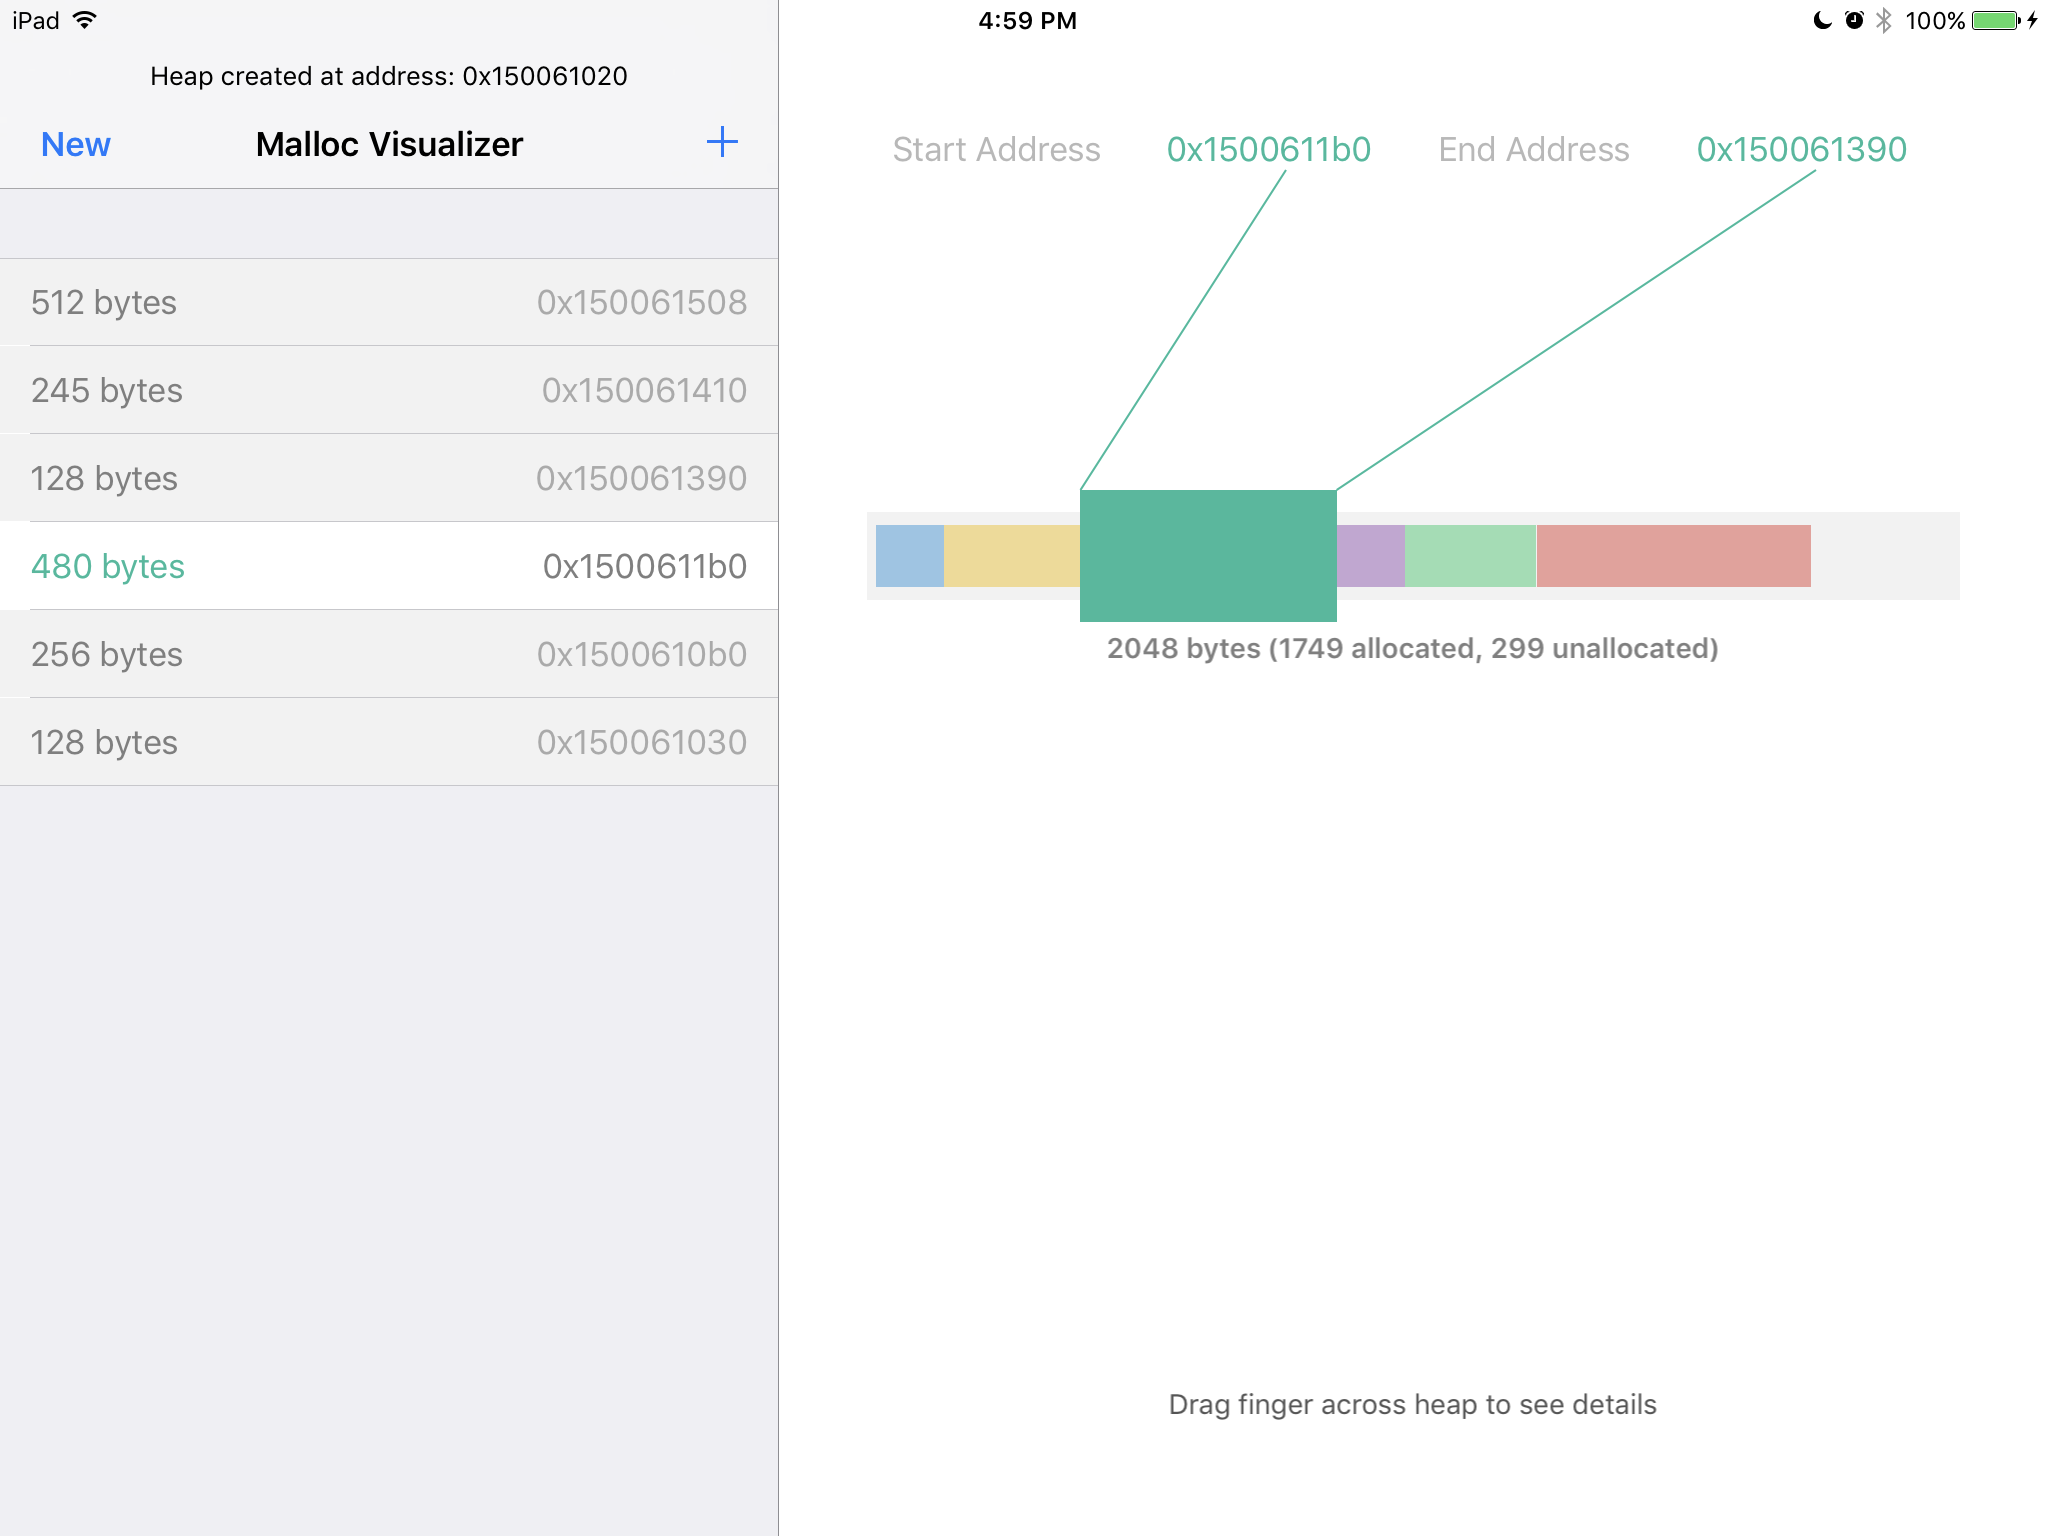 iPad
4:59 PM
100%
Heap created at address: 0x150061020
New
Malloc Visualizer
+
512 bytes 0x150061508
245 bytes 0x150061410
128 bytes 0x150061390
480 bytes 0x1500611b0
256 bytes 0x1500610b0
128 bytes 0x150061030
Start Address 0x1500611b0 End Address 0x150061390
2048 bytes (1749 allocated, 299 unallocated)
Drag finger across heap to see details